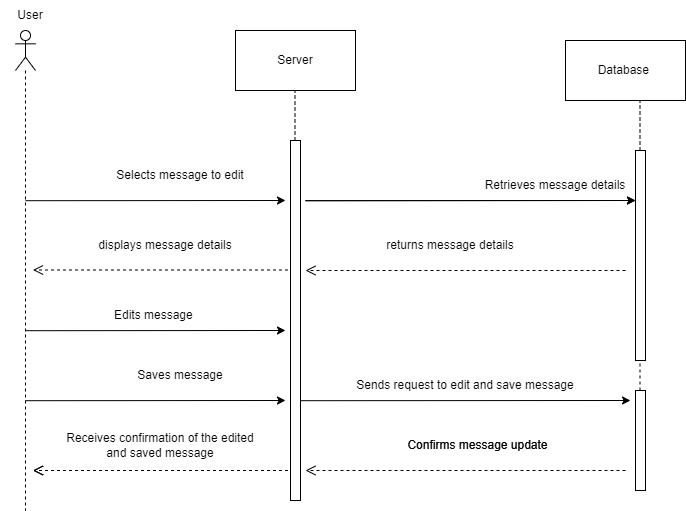 User
Server
Database
Selects message to edit
Retrieves message details
displays message details
returns message details
Edits message
Saves message
Sends request to edit and save message
Receives confirmation of the edited
and saved message
Confirms message update